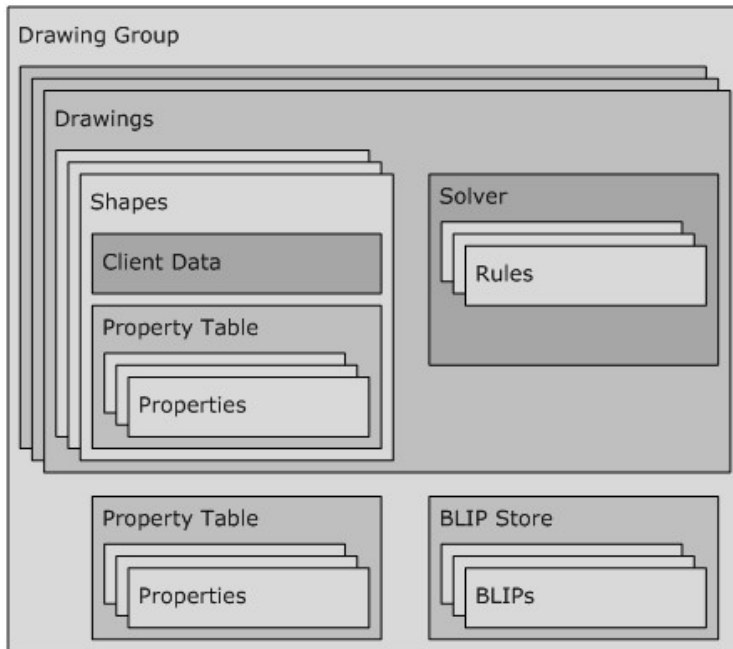 Drawing Group
Drawings
Shapes
Client Data
Property Table
Properties
Solver
Rules
Property Table
Properties
BLIP Store
BLIPs